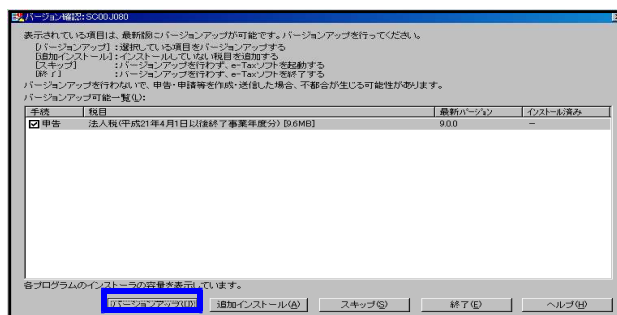 バージョン確認:SC00J080
表示されている項目は、最新版にバージョンアップが可能です。バージョンアップを行ってください。
[バージョンアップ]:選択している項目をバージョンアップする
[追加インストール]:インストールしていない税目を追加する
[スキップ] :バージョンアップを行わず、e-Taxソフトを起動する
[終了] :バージョンアップを行わず、e-Taxソフトを終了する
バージョンアップを行わないで、申告・申請等を作成・送信した場合、不都合が生じる可能性があります。
バージョンアップ可能一覧(L):
手続 税目 最新バージョン インストール済み
申告 法人税(平成21年4月1日以後終了事業年度分) [9.6MB] 9.0.0 -
各プログラムのインストーラの容量を表示しています。
バージョンアップ(U) 追加インストール(A) スキップ(S) 終了(E) ヘルプ(H)